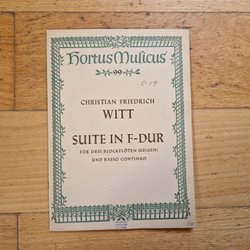 Hortus Musicus
99
CHRISTIAN FRIEDRICH
WITT
SUITE IN F-DUR
FÜR DREI BLOCKFLÖTEN (GEIGEN)
UND BASSO CONTINUO